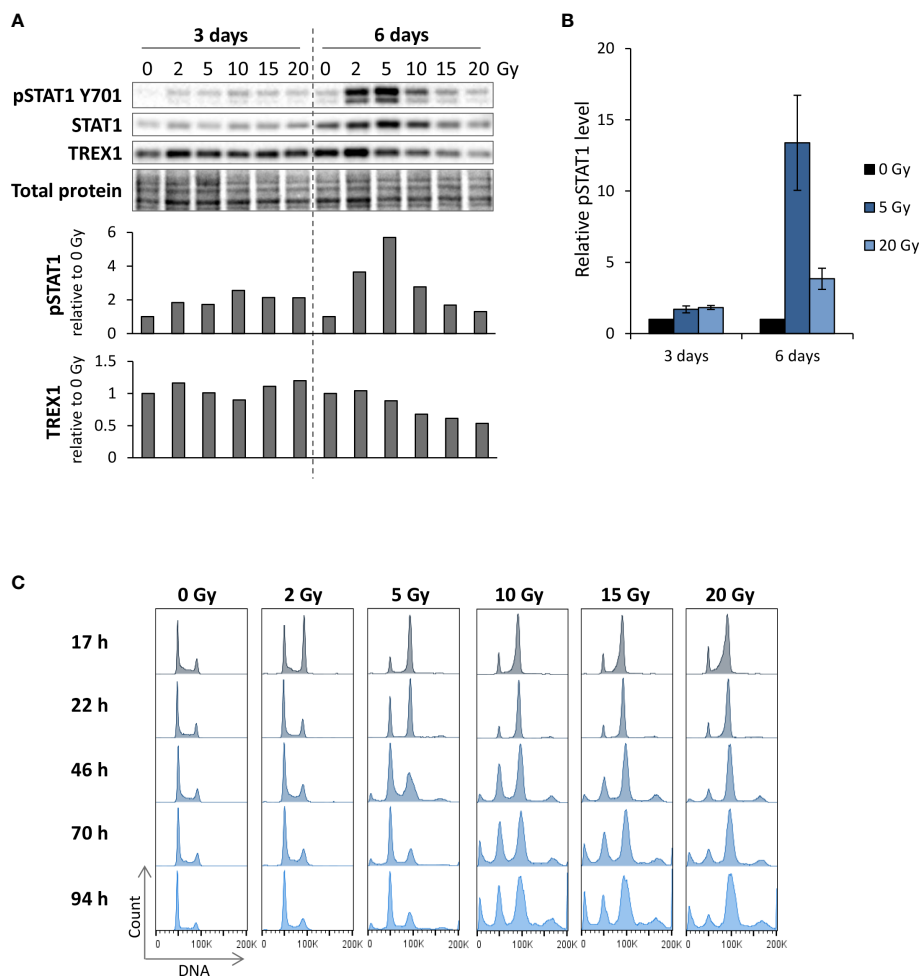 A
3 days 6 days
0 2 5 10 15 20 0 2 5 10 15 20 Gy
pSTAT1 Y701
STAT1
TREX1
Total protein
pSTAT1
relative to 0 Gy
6
4
2
0
TREX1
relative to 0 Gy
1.5
1
0.5
0
B
Relative pSTAT1 level
20
15
10
5
0
3 days 6 days
0 Gy
5 Gy
20 Gy
C
0 Gy 2 Gy 5 Gy 10 Gy 15 Gy 20 Gy
17 h
22 h
46 h
70 h
94 h
Count
DNA
0 100K 200K 0 100K 200K 0 100K 200K 0 100K 200K 0 100K 200K 0 100K 200K